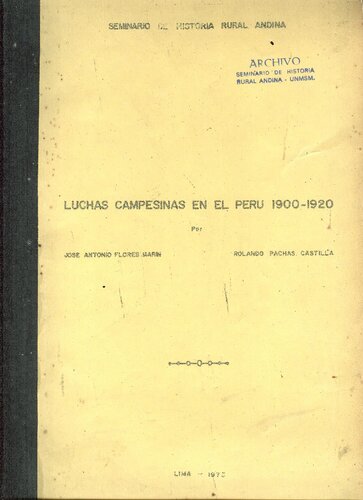 SEMINARIO DE HISTORIA RURAL ANDINA
ARCHIVO
SEMINARIO DE HISTORIA
RURAL ANDINA - UNMSM.
LUCHAS CAMPESINAS EN EL PERU 1900-1920
Por
JOSE ANTONIO FLORES MARIN
ROLANDO PACHAS CASTILLA
LIMA -